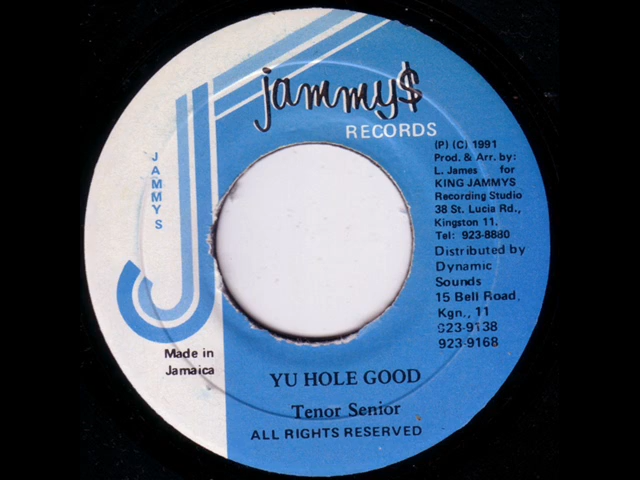 jammy$
RECORDS
JAMMYS
(P) (C) 1991
Prod. & Arr. by:
L. James for
KING JAMMYS
Recording Studio
38 St. Lucia Rd.,
Kingston 11.
Tel: 923-8880
Distributed by
Dynamic
Sounds
15 Bell Road,
Kgn., 11
923-9138
923-9168
Made in
Jamaica
YU HOLE GOOD
Tenor Senior
ALL RIGHTS RESERVED